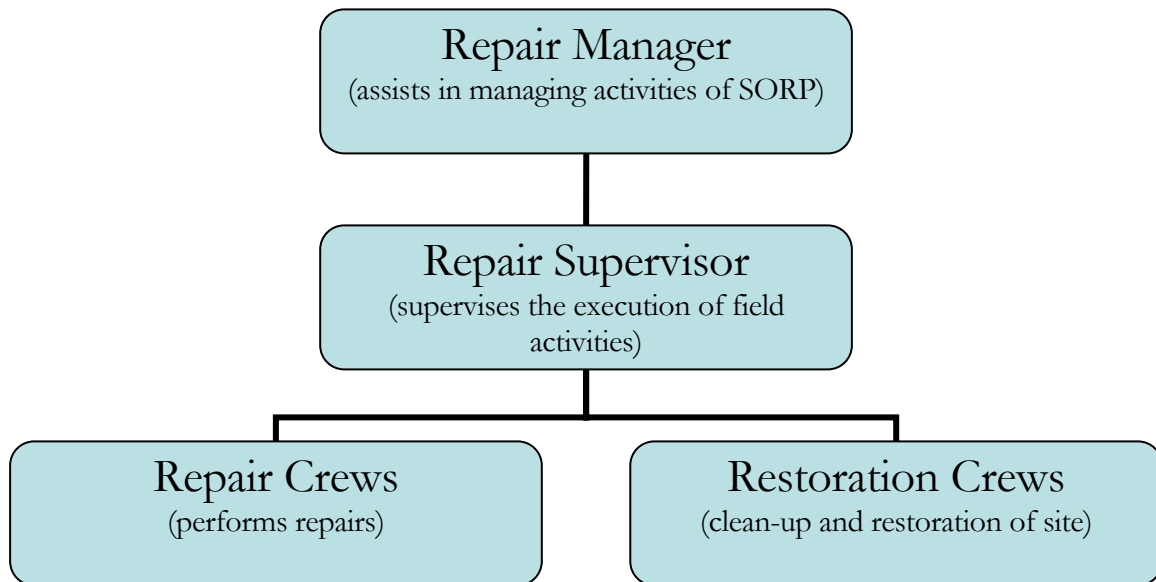 Repair Manager
(assists in managing activities of SORP)
Repair Supervisor
(supervises the execution of field
activities)
Repair Crews
(performs repairs)
Restoration Crews
(clean-up and restoration of site)